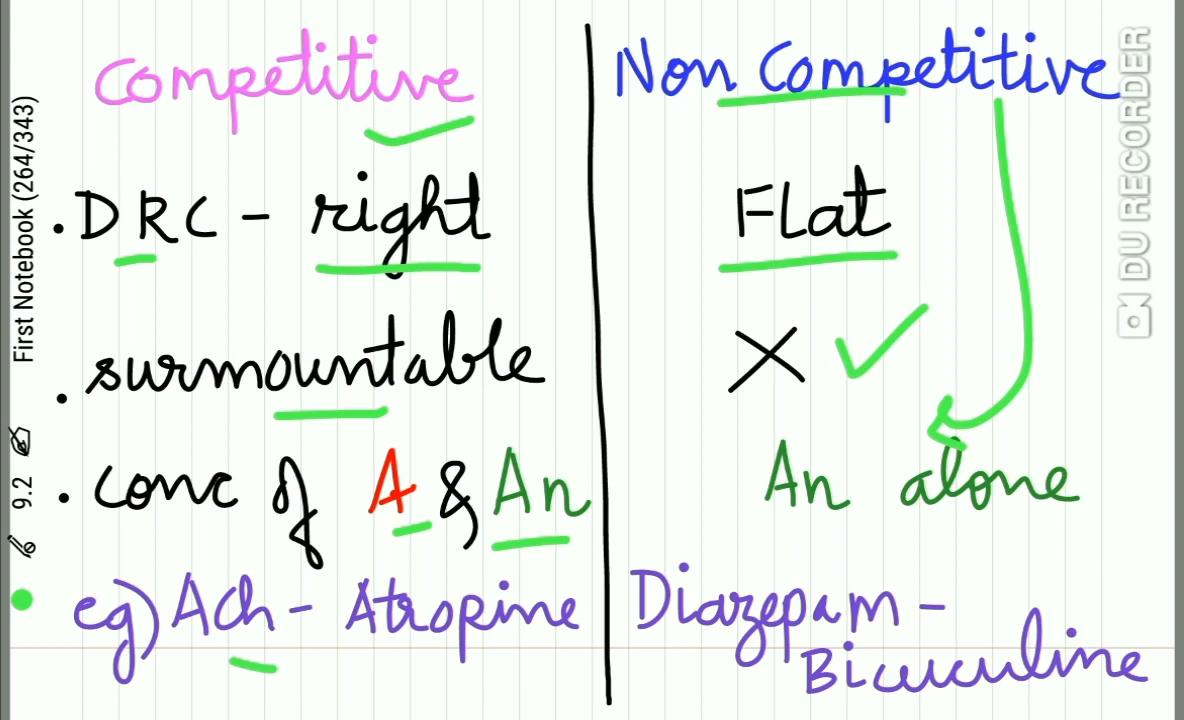 Competitive
. DRC - right
. surmountable
. conc of A & An
eg) Ach - Atropine
Non Competitive
Flat
X ✓
An alone
Diazepam -
Bicuculine
First Notebook (264/343)
9.2
DU RECORDER